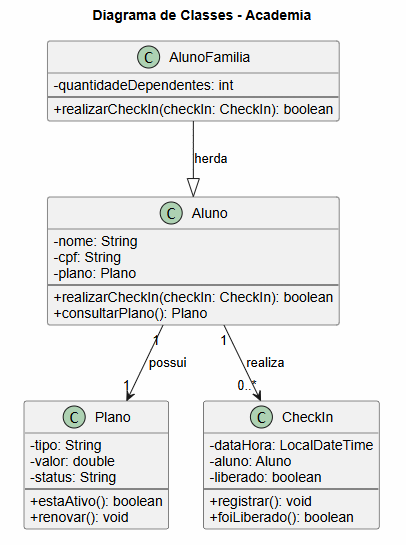 Diagrama de Classes - Academia
C AlunoFamilia
-quantidadeDependentes: int
+realizarCheckIn(checkIn: CheckIn): boolean
herda
C Aluno
-nome: String
-cpf: String
-plano: Plano
+realizarCheckIn(checkIn: CheckIn): boolean
+consultarPlano(): Plano
1 1
possui realiza
1 0..*
C Plano
-tipo: String
-valor: double
-status: String
+estaAtivo(): boolean
+renovar(): void
C CheckIn
-dataHora: LocalDateTime
-aluno: Aluno
-liberado: boolean
+registrar(): void
+foiLiberado(): boolean